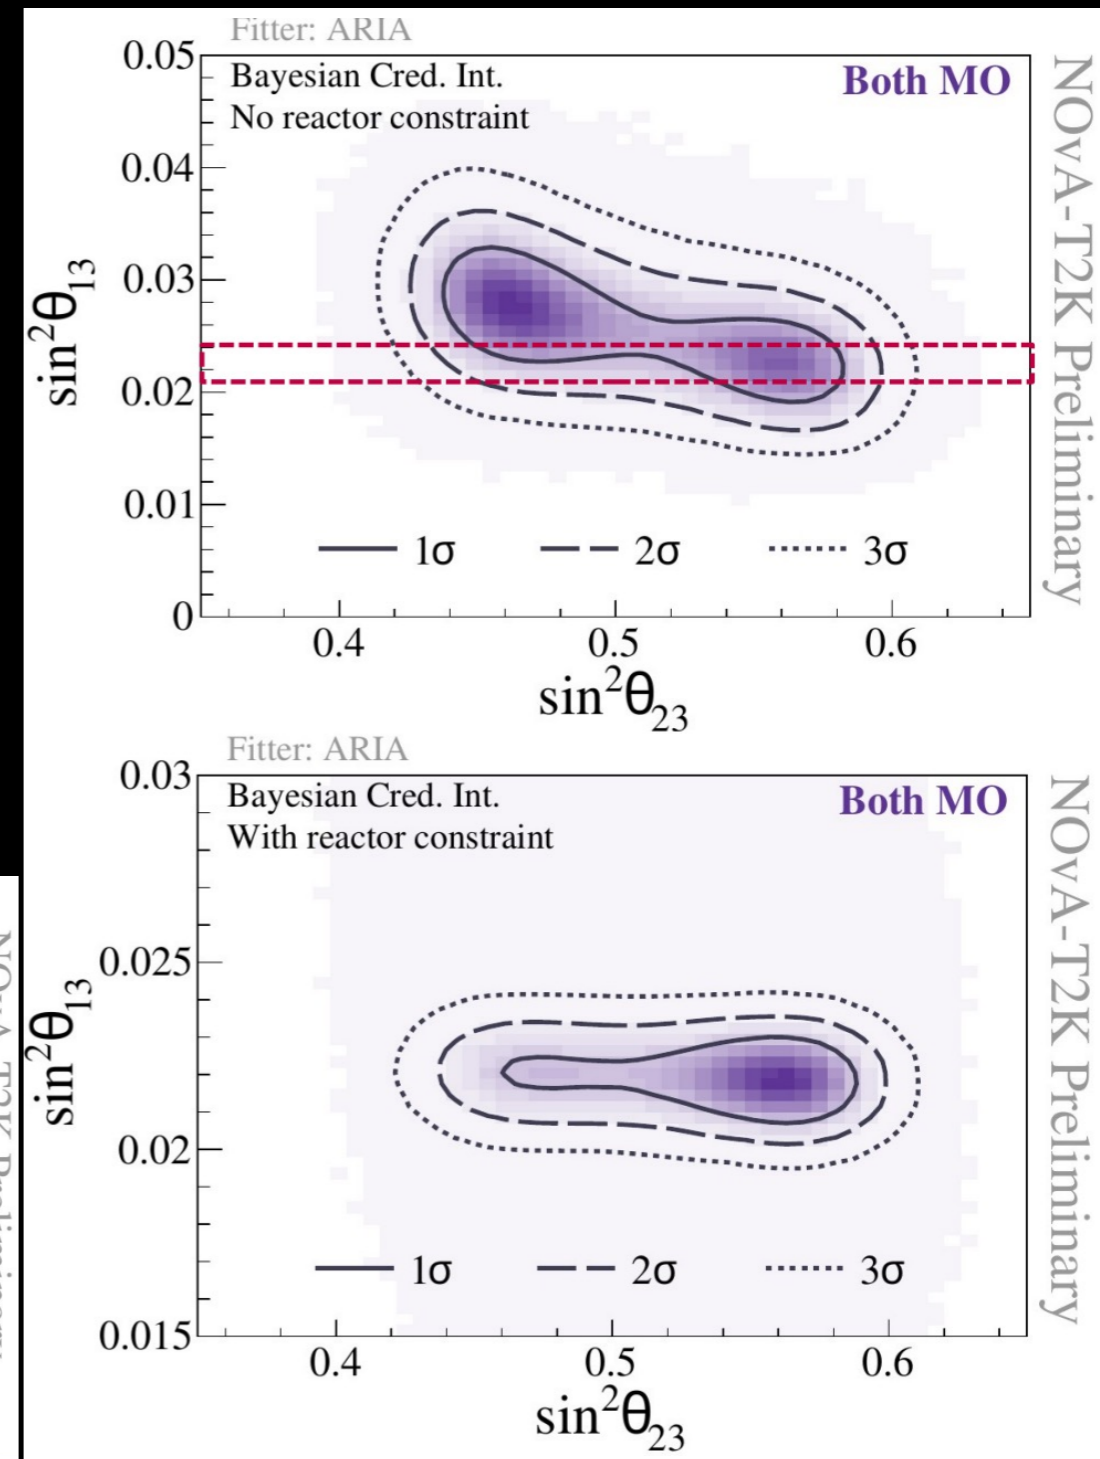 Fitter: ARIA
Bayesian Cred. Int.
No reactor constraint
Both MO
NOvA-T2K Preliminary
0.05
0.04
0.03
0.02
0.01
0
sin²θ₁₃
1σ 2σ 3σ
0.4 0.5 0.6
sin²θ₂₃
Fitter: ARIA
Bayesian Cred. Int.
With reactor constraint
Both MO
NOvA-T2K Preliminary
0.03
0.025
0.02
0.015
sin²θ₁₃
1σ 2σ 3σ
0.4 0.5 0.6
sin²θ₂₃
NOvA-T2K Preliminary